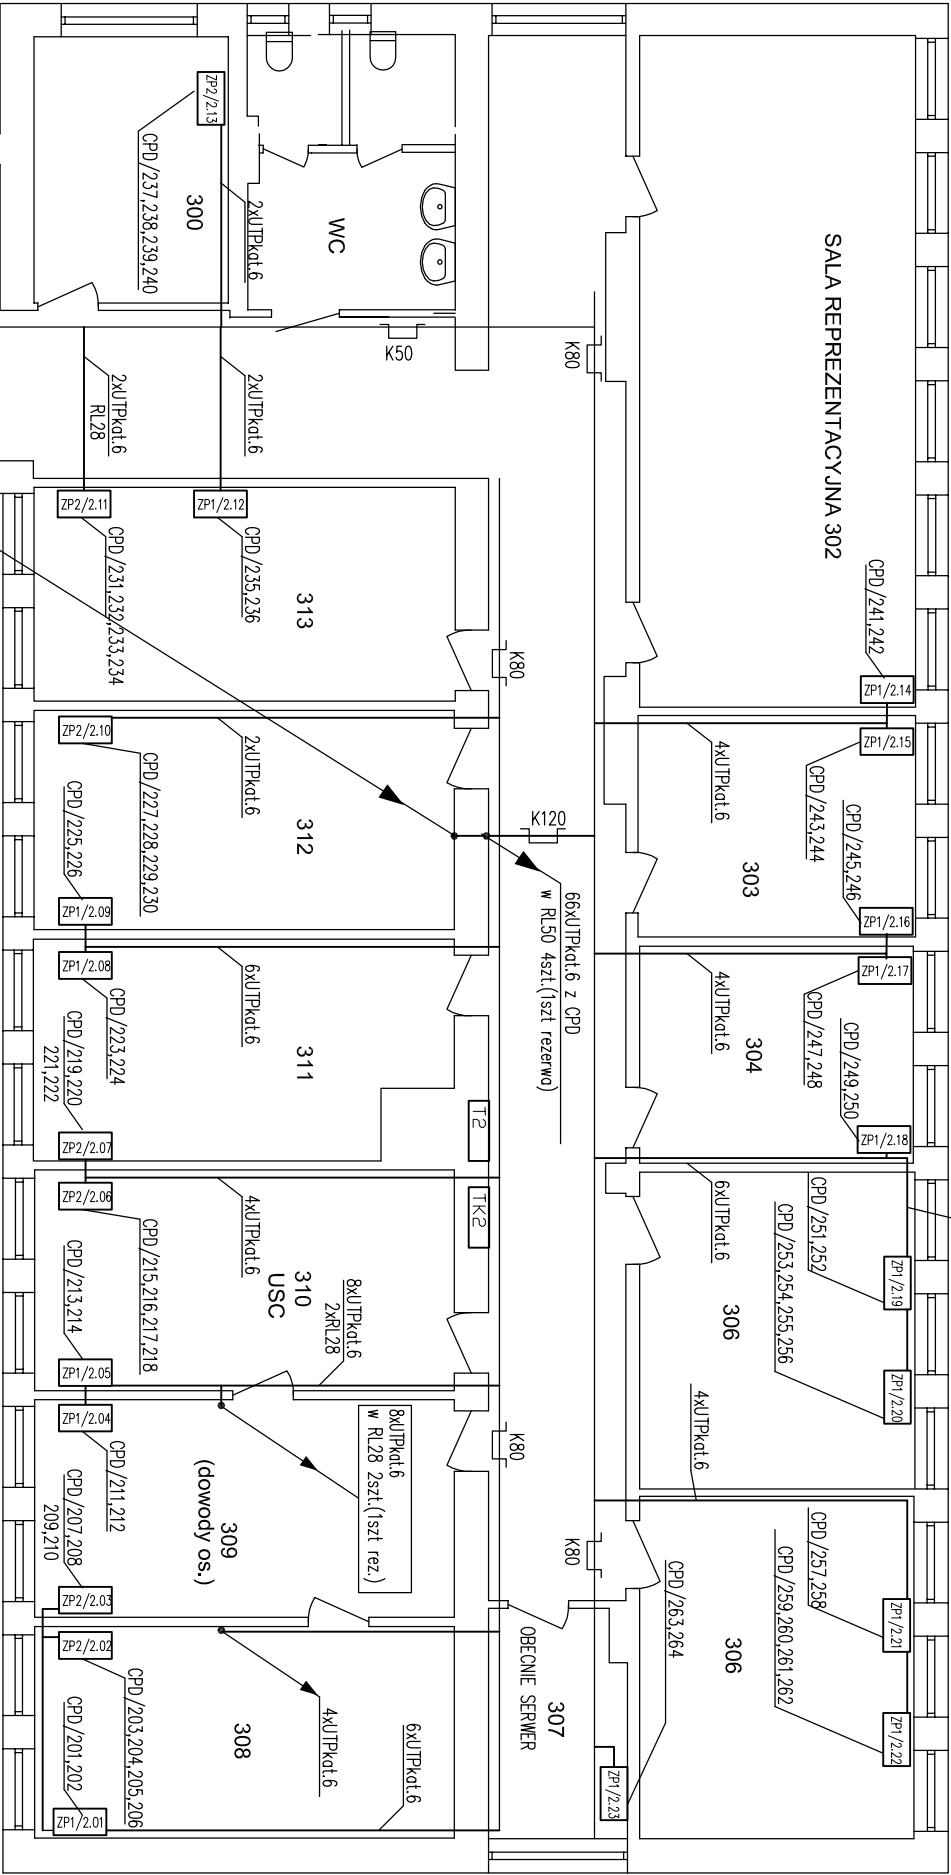 SALA REPREZENTACYJNA 302
CPD/241,242
ZP1/2.14
ZP1/2.15
CPD/243,244
4xUTPkat.6
303
CPD/245,246
ZP1/2.16
ZP1/2.17
CPD/247,248
4xUTPkat.6
304
CPD/249,250
ZP1/2.18
6xUTPkat.6
CPD/251,252
ZP1/2.19
CPD/253,254,255,256
ZP1/2.20
306
4xUTPkat.6
CPD/257,258
ZP1/2.21
CPD/259,260,261,262
ZP1/2.22
306
CPD/263,264
ZP1/2.23
K80
K80
307
OBECNIE SERWER
K120
66xUTPkat.6 z CPD
w RL50 4szt.(1szt rezerwa)
T2
TK2
K80
K80
WC
K50
ZP2/2.13
CPD/237,238,239,240
300
2xUTPkat.6
2xUTPkat.6
2xUTPkat.6
RL28
ZP2/2.11
ZP1/2.12
CPD/235,236
CPD/231,232,233,234
313
ZP2/2.10
2xUTPkat.6
CPD/227,228,229,230
CPD/225,226
ZP1/2.09
312
ZP1/2.08
6xUTPkat.6
CPD/223,224
CPD/219,220
221,222
ZP2/2.07
311
ZP2/2.06
4xUTPkat.6
CPD/215,216,217,218
CPD/213,214
ZP1/2.05
310
USC
8xUTPkat.6
2xRL28
ZP1/2.04
CPD/211,212
CPD/207,208
209,210
ZP2/2.03
309
(dowody os.)
8xUTPkat.6
w RL28 2szt.(1szt rez.)
ZP2/2.02
CPD/203,204,205,206
CPD/201,202
ZP1/2.01
308
4xUTPkat.6
6xUTPkat.6